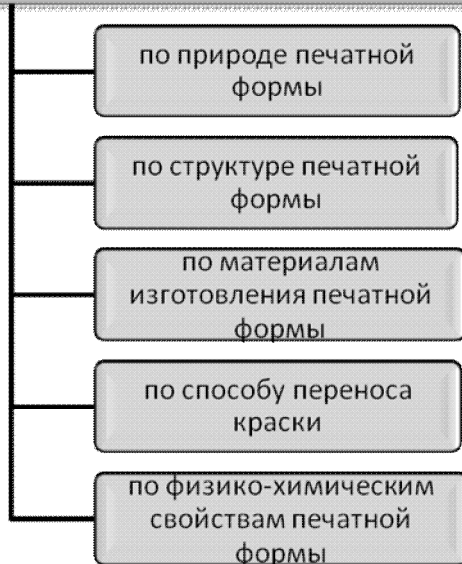 по природе печатной
формы
по структуре печатной
формы
по материалам
изготовления печатной
формы
по способу переноса
краски
по физико-химическим
свойствам печатной
формы